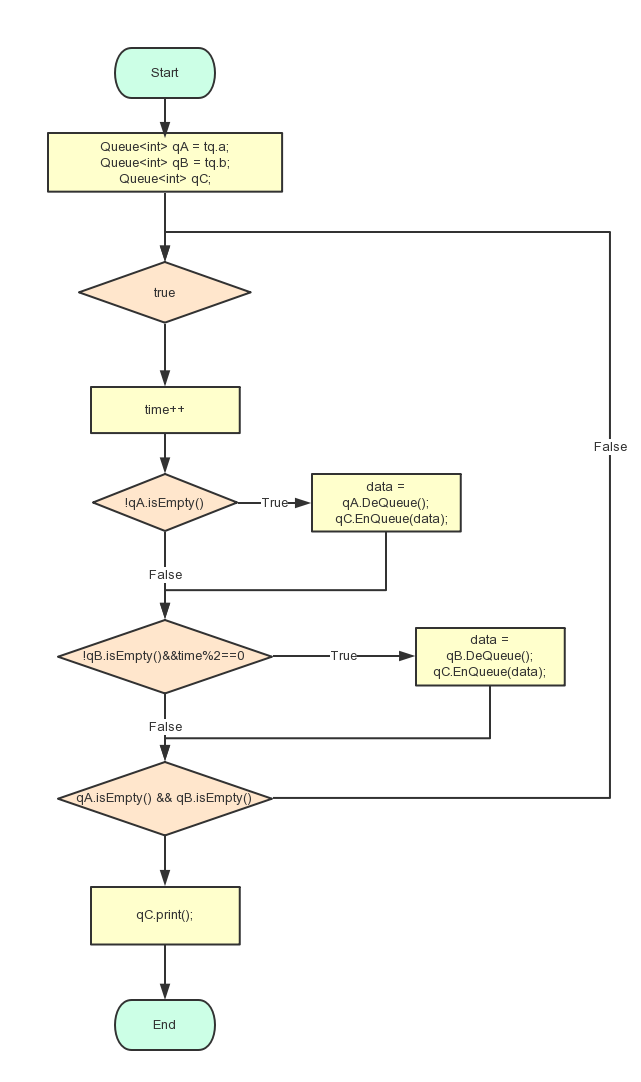 Start
Queue<int> qA = tq.a;
Queue<int> qB = tq.b;
Queue<int> qC;
true
time++
!qA.isEmpty()
True
data =
qA.DeQueue();
qC.EnQueue(data);
False
False
!qB.isEmpty()&&time%2==0
True
data =
qB.DeQueue();
qC.EnQueue(data);
False
qA.isEmpty() && qB.isEmpty()
qC.print();
End